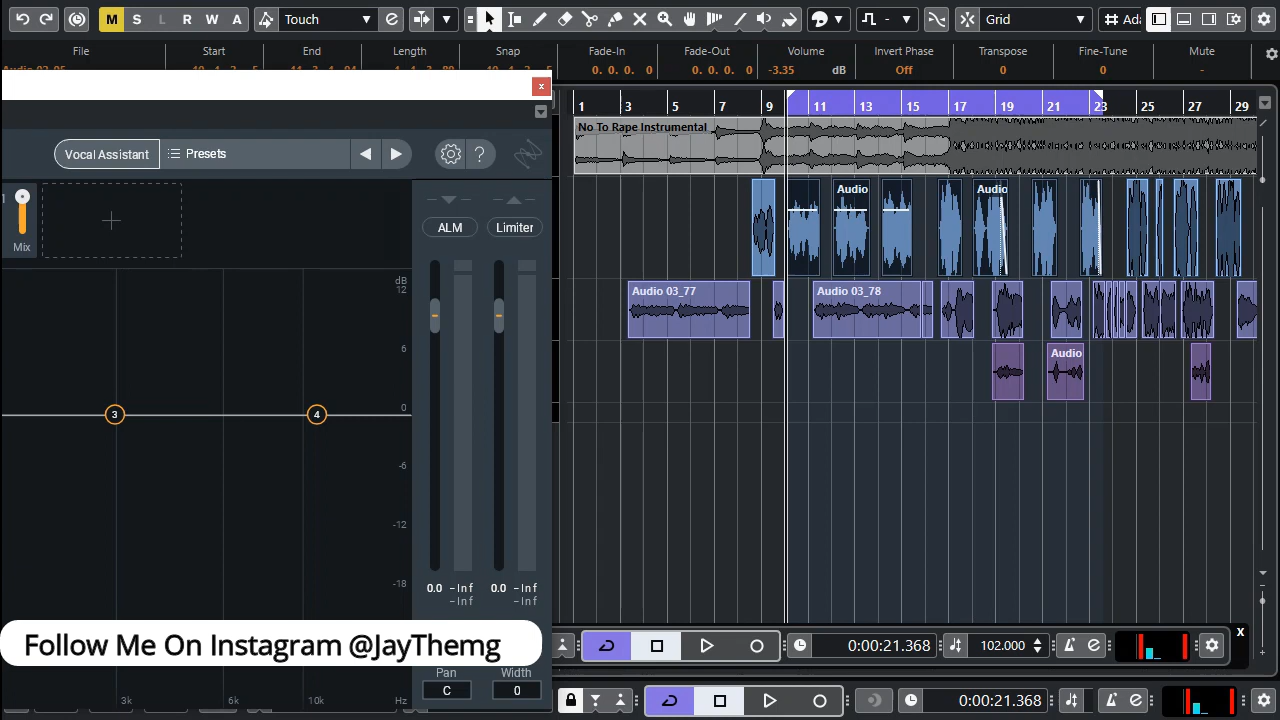 M S L R W A Touch - Grid Ada
File Start End Length Snap Fade-In Fade-Out Volume Invert Phase Transpose Fine-Tune Mute
0. 0. 0. 0 0. 0. 0. 0 -3.35 dB Off 0 0 -
x
1 3 5 7 9 11 13 15 17 19 21 23 25 27 29
No To Rape Instrumental
Vocal Assistant Presets ?
1 Audio Audio
ALM Limiter
Mix
dB
12
Audio 03_77 Audio 03_78
6
Audio
0
3 4
-6
-12
-18
0.0 -Inf 0.0 -Inf
-Inf -Inf
Follow Me On Instagram @JayThemg
0:00:21.368 102.000 X
Pan Width
C 0
3k 6k 10k Hz
0:00:21.368